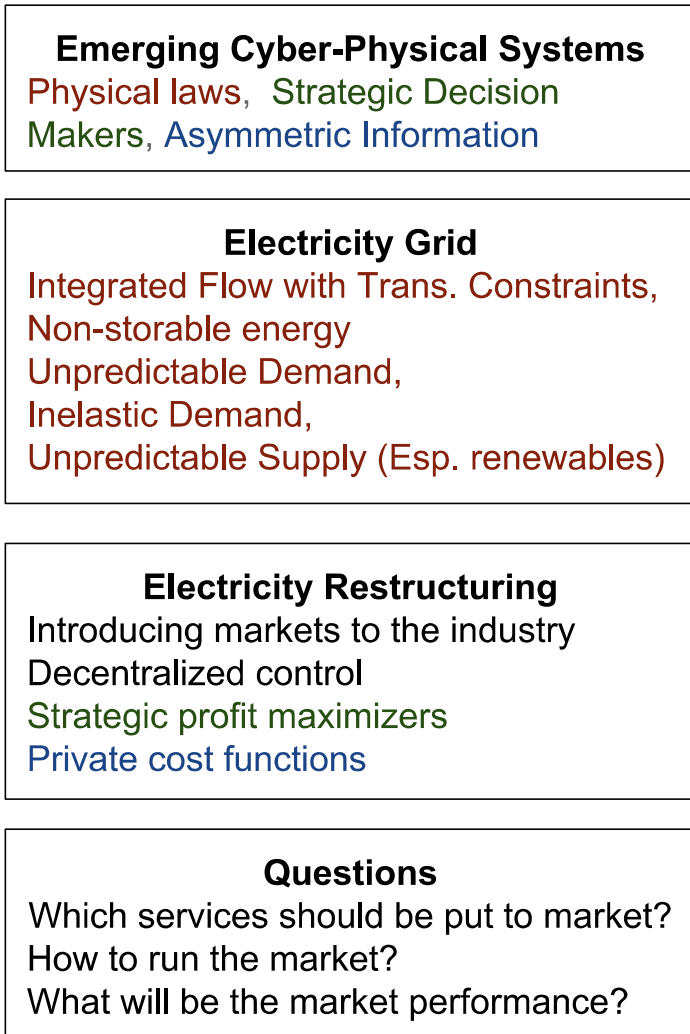 Emerging Cyber-Physical Systems
Physical laws, Strategic Decision
Makers, Asymmetric Information
Electricity Grid
Integrated Flow with Trans. Constraints,
Non-storable energy
Unpredictable Demand,
Inelastic Demand,
Unpredictable Supply (Esp. renewables)
Electricity Restructuring
Introducing markets to the industry
Decentralized control
Strategic profit maximizers
Private cost functions
Questions
Which services should be put to market?
How to run the market?
What will be the market performance?